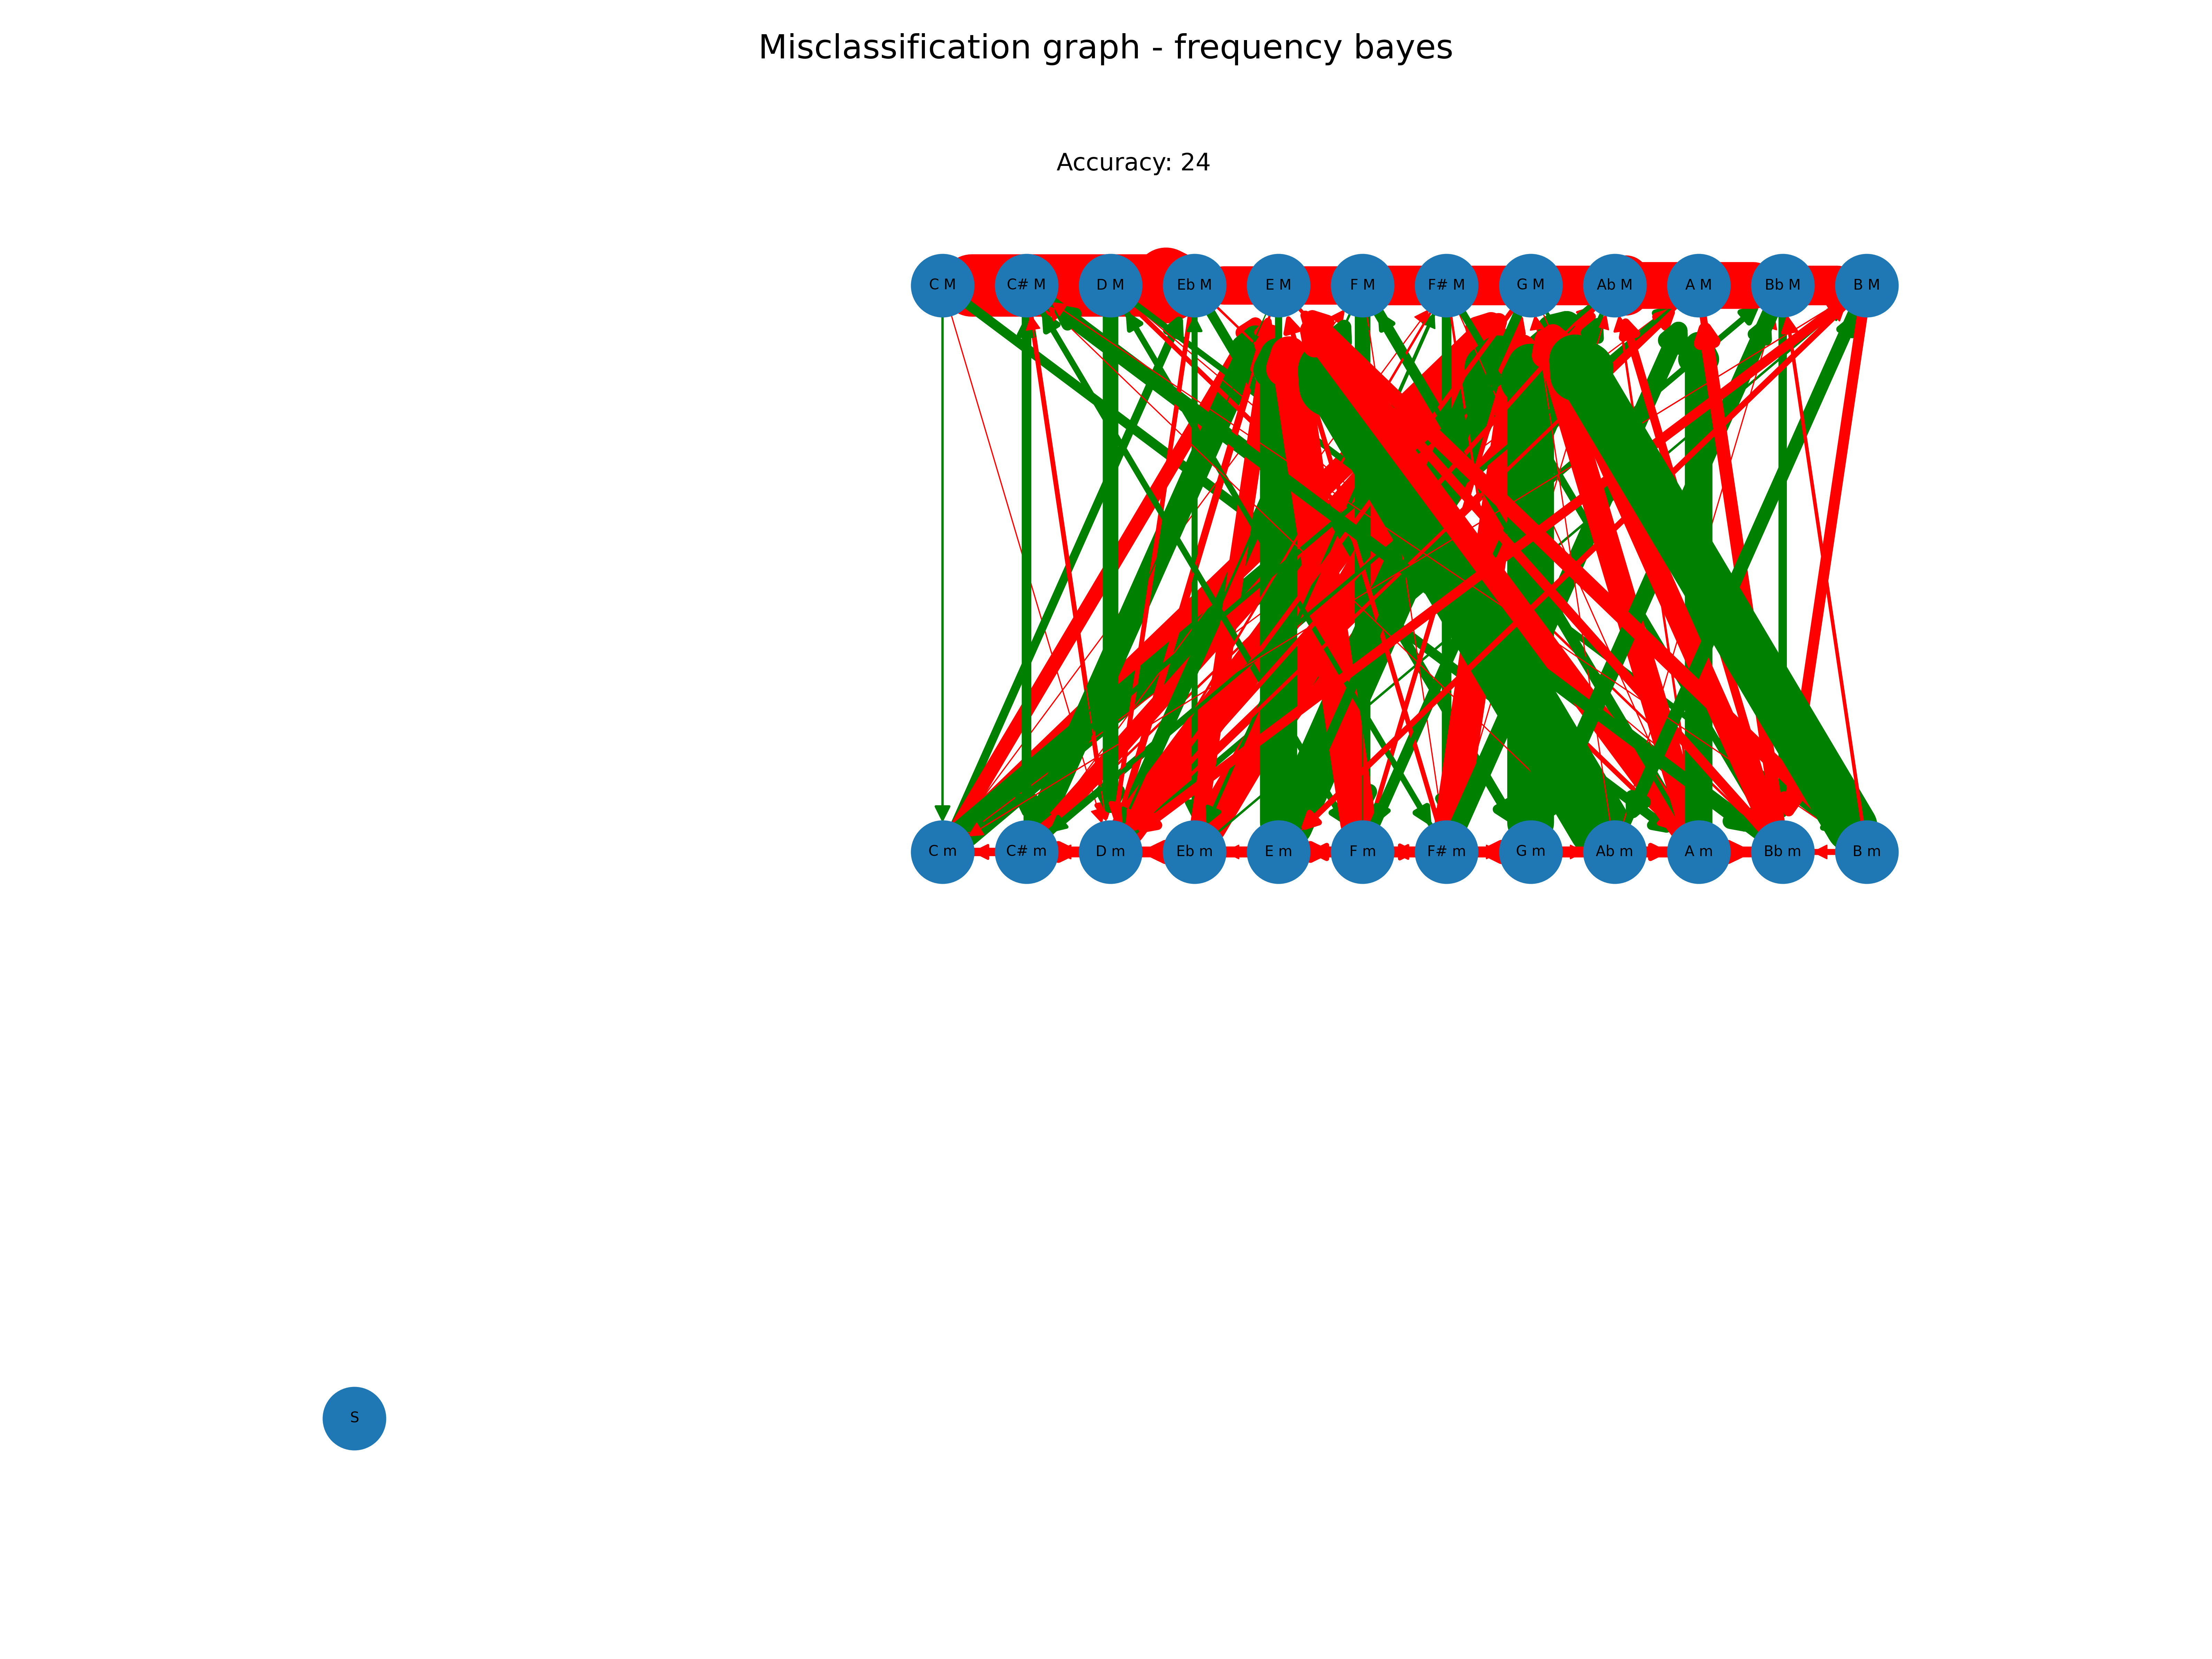 Misclassification graph - frequency bayes
Accuracy: 24
C M C# M D M Eb M E M F M F# M G M Ab M A M Bb M B M
C m C# m D m Eb m E m F m F# m G m Ab m A m Bb m B m
S